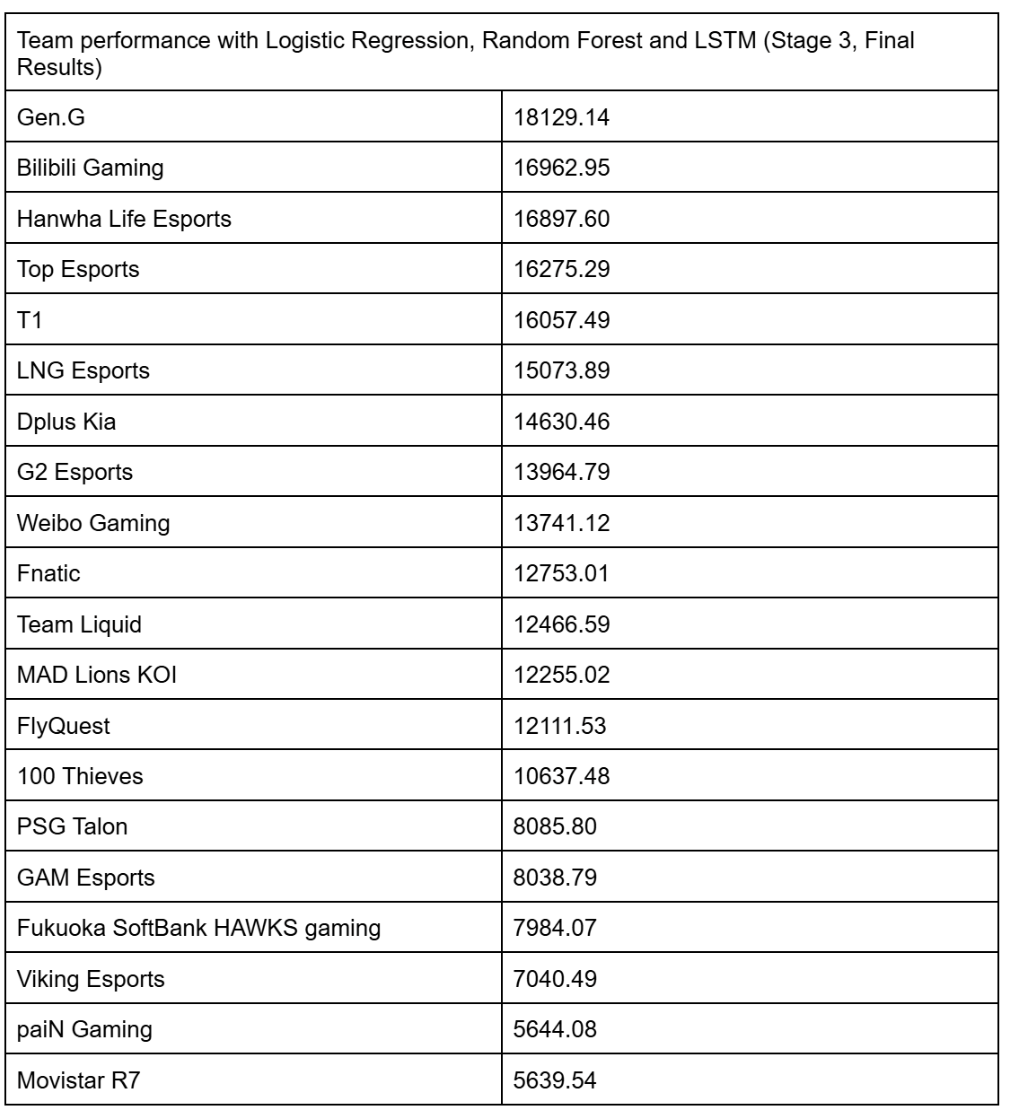 Team performance with Logistic Regression, Random Forest and LSTM (Stage 3, Final
Results)
Gen.G 18129.14
Bilibili Gaming 16962.95
Hanwha Life Esports 16897.60
Top Esports 16275.29
T1 16057.49
LNG Esports 15073.89
Dplus Kia 14630.46
G2 Esports 13964.79
Weibo Gaming 13741.12
Fnatic 12753.01
Team Liquid 12466.59
MAD Lions KOI 12255.02
FlyQuest 12111.53
100 Thieves 10637.48
PSG Talon 8085.80
GAM Esports 8038.79
Fukuoka SoftBank HAWKS gaming 7984.07
Viking Esports 7040.49
paiN Gaming 5644.08
Movistar R7 5639.54